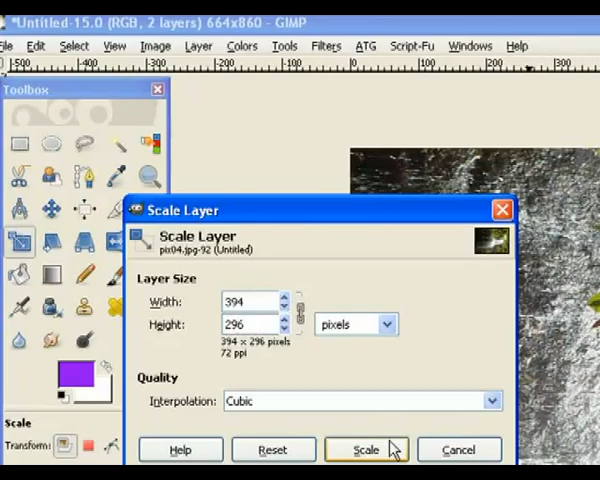 *Untitled-15.0 (RGB, 2 layers) 664x860 - GIMP
File Edit Select View Image Layer Colors Tools Filters ATG Script-Fu Windows Help
-500 -300 -200 -100 0 100 200 300
Toolbox
Scale Layer
Scale Layer
pix04.jpg-92 (Untitled)
Layer Size
Width: 394
Height: 296 pixels
394 × 296 pixels
72 ppi
Quality
Interpolation: Cubic
Scale
Transform:
Help Reset Scale Cancel